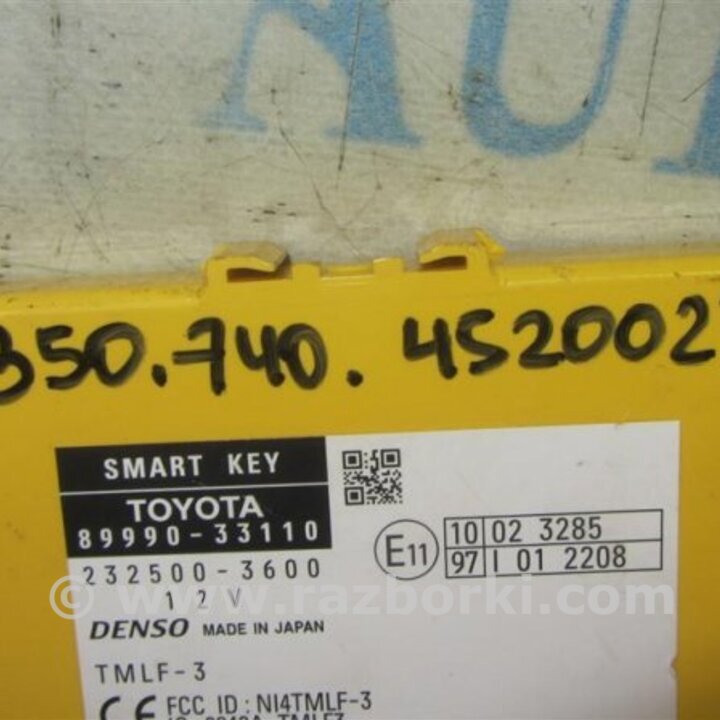 350.740.452002
SMART KEY
TOYOTA
89990-33110
232500-3600
12V
DENSO MADE IN JAPAN
E11
10 02 3285
97 I 01 2208
© www.razborki.com
TMLF-3
CE FCC ID : NI4TMLF-3